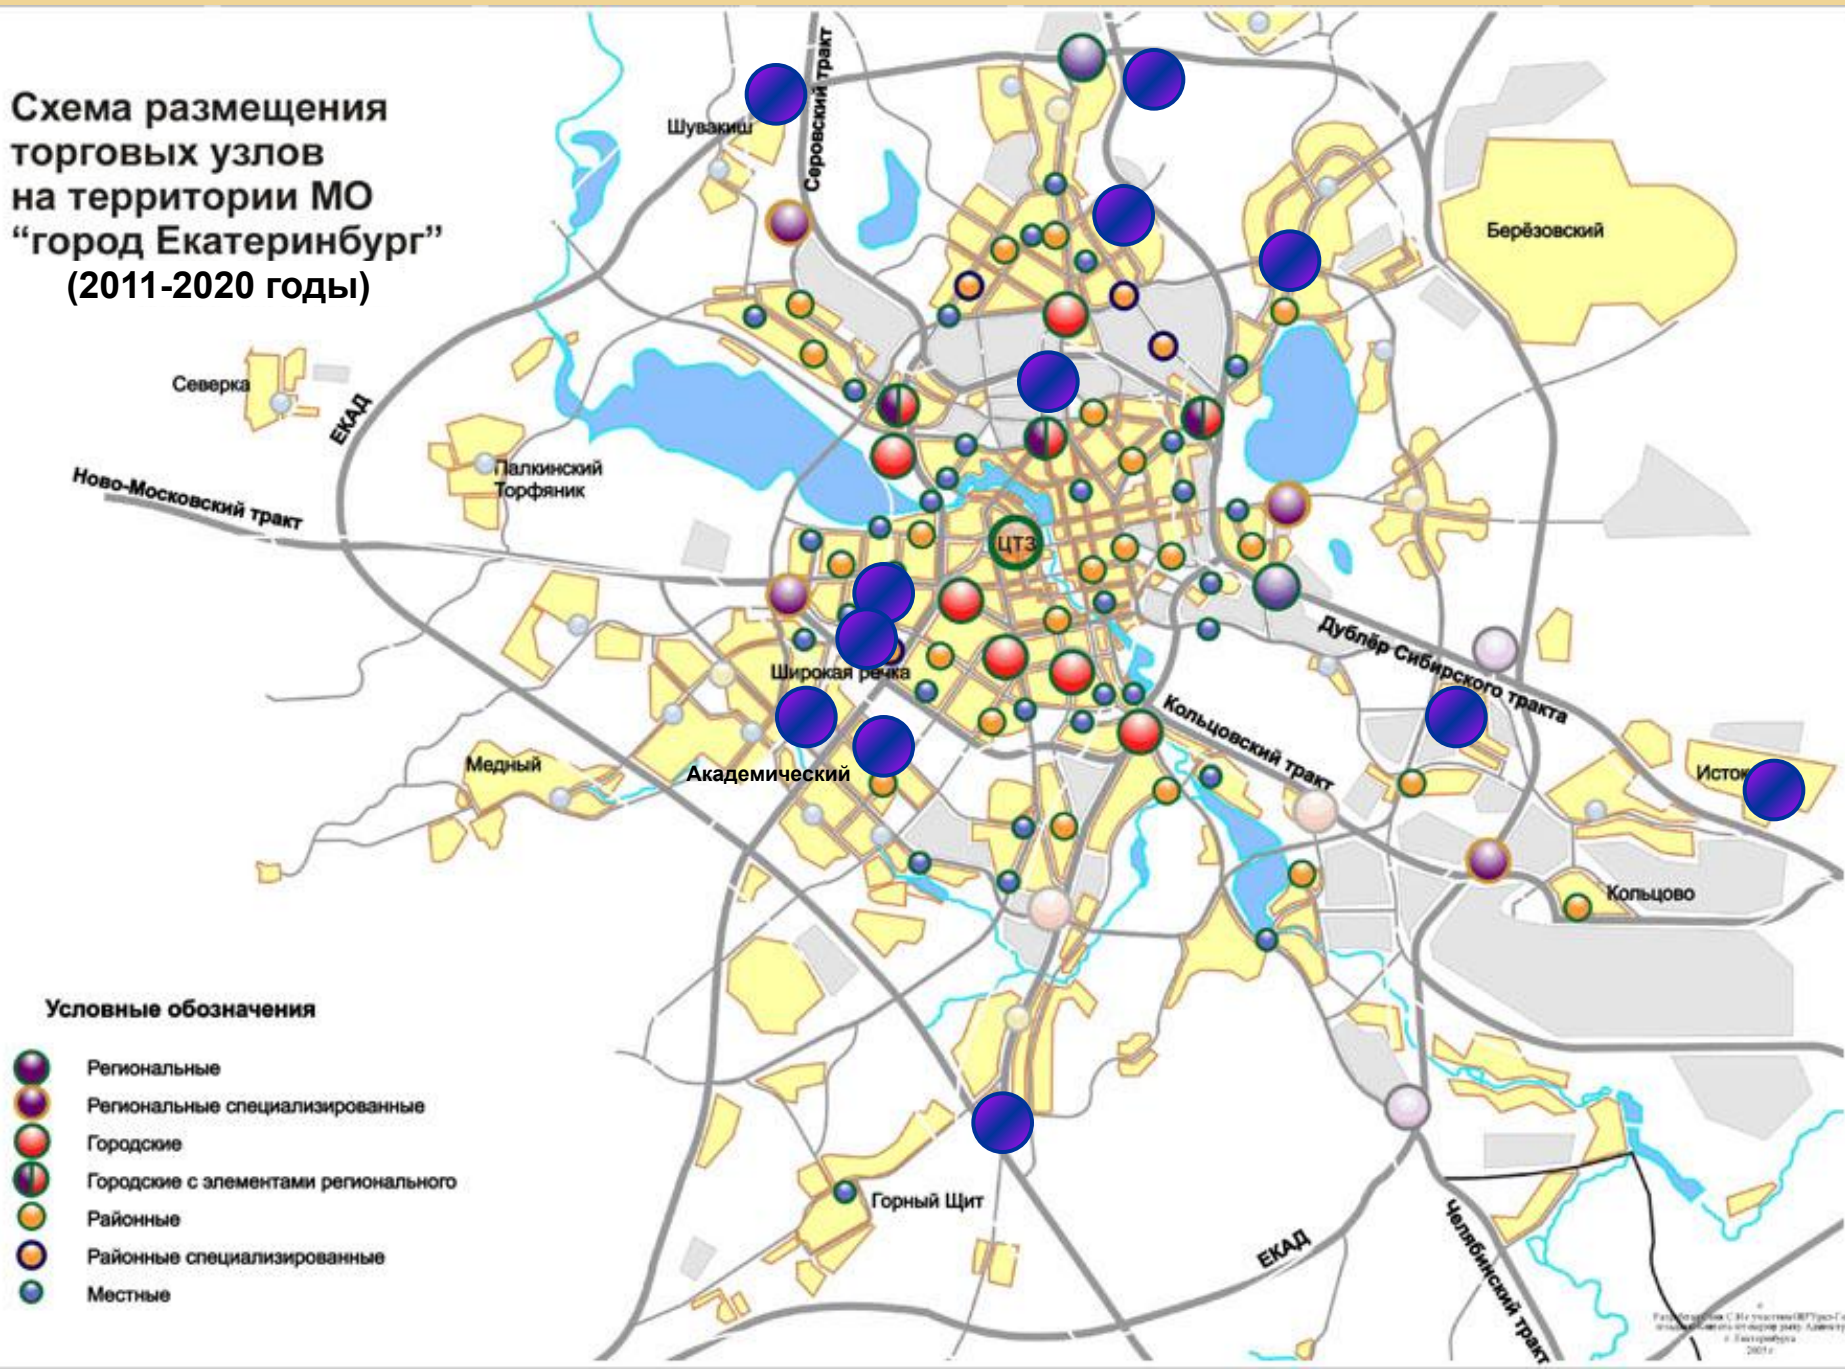 Схема размещения
торговых узлов
на территории МО
“город Екатеринбург”
(2011-2020 годы)
Серовский тракт
Шувакиш
Берёзовский
Северка
ЕКАД
Палкинский
Торфяник
Ново-Московский тракт
ЦТЗ
Дублёр Сибирского тракта
Широкая речка
Кольцовский тракт
Медный
Академический
Исток
Кольцово
Условные обозначения
Региональные
Региональные специализированные
Городские
Городские с элементами регионального
Районные
Районные специализированные
Местные
Горный Щит
ЕКАД
Челябинский тракт